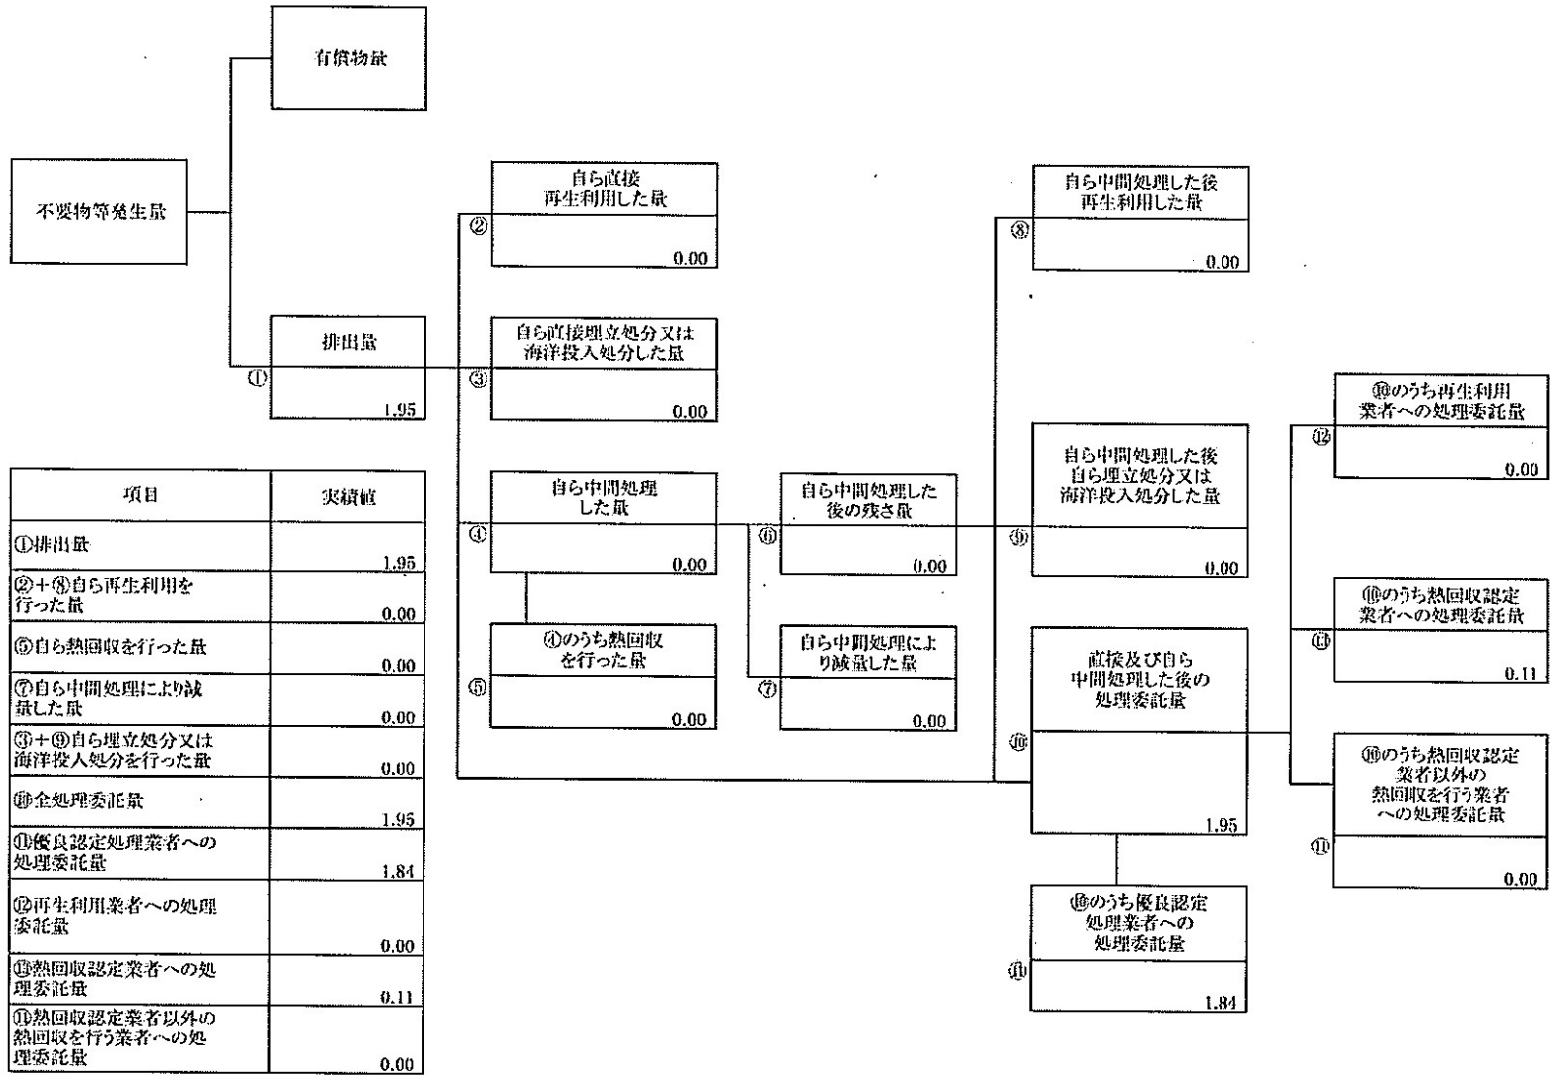 有償物量
不要物等発生量
排出量
①
1.95
自ら直接
再生利用した量
②
0.00
自ら直接埋立処分又は
海洋投入処分した量
③
0.00
自ら中間処理
した量
④
0.00
④のうち熱回収
を行った量
⑤
0.00
自ら中間処理した
後の残さ量
⑥
0.00
自ら中間処理によ
り減量した量
⑦
0.00
自ら中間処理した後
再生利用した量
⑧
0.00
自ら中間処理した後
自ら埋立処分又は
海洋投入処分した量
⑨
0.00
直接及び自ら
中間処理した後の
処理委託量
⑩
1.95
⑩のうち優良認定
処理業者への
処理委託量
⑪
1.84
⑩のうち再生利用
業者への処理委託量
⑫
0.00
⑩のうち熱回収認定
業者への処理委託量
⑬
0.11
⑩のうち熱回収認定
業者以外の
熱回収を行う業者
への処理委託量
⑭
0.00
項目 実績値
①排出量
1.95
②+⑧自ら再生利用を
行った量
0.00
⑤自ら熱回収を行った量
0.00
⑦自ら中間処理により減
量した量
0.00
③+⑨自ら埋立処分又は
海洋投入処分を行った量
0.00
⑩全処理委託量
1.95
⑪優良認定処理業者への
処理委託量
1.84
⑫再生利用業者への処理
委託量
0.00
⑬熱回収認定業者への処
理委託量
0.11
⑭熱回収認定業者以外の
熱回収を行う業者への処
理委託量
0.00